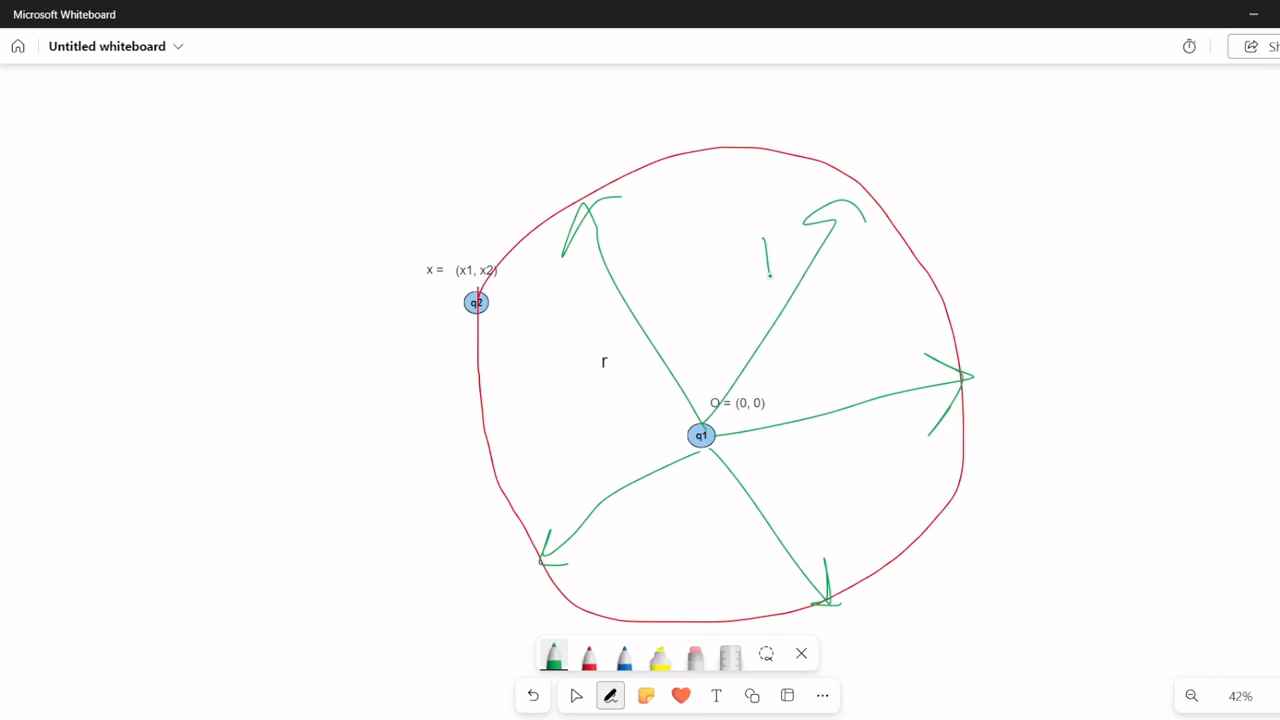 Microsoft Whiteboard
Untitled whiteboard
Sh
x = (x1, x2)
q2
r
O = (0, 0)
q1
42%